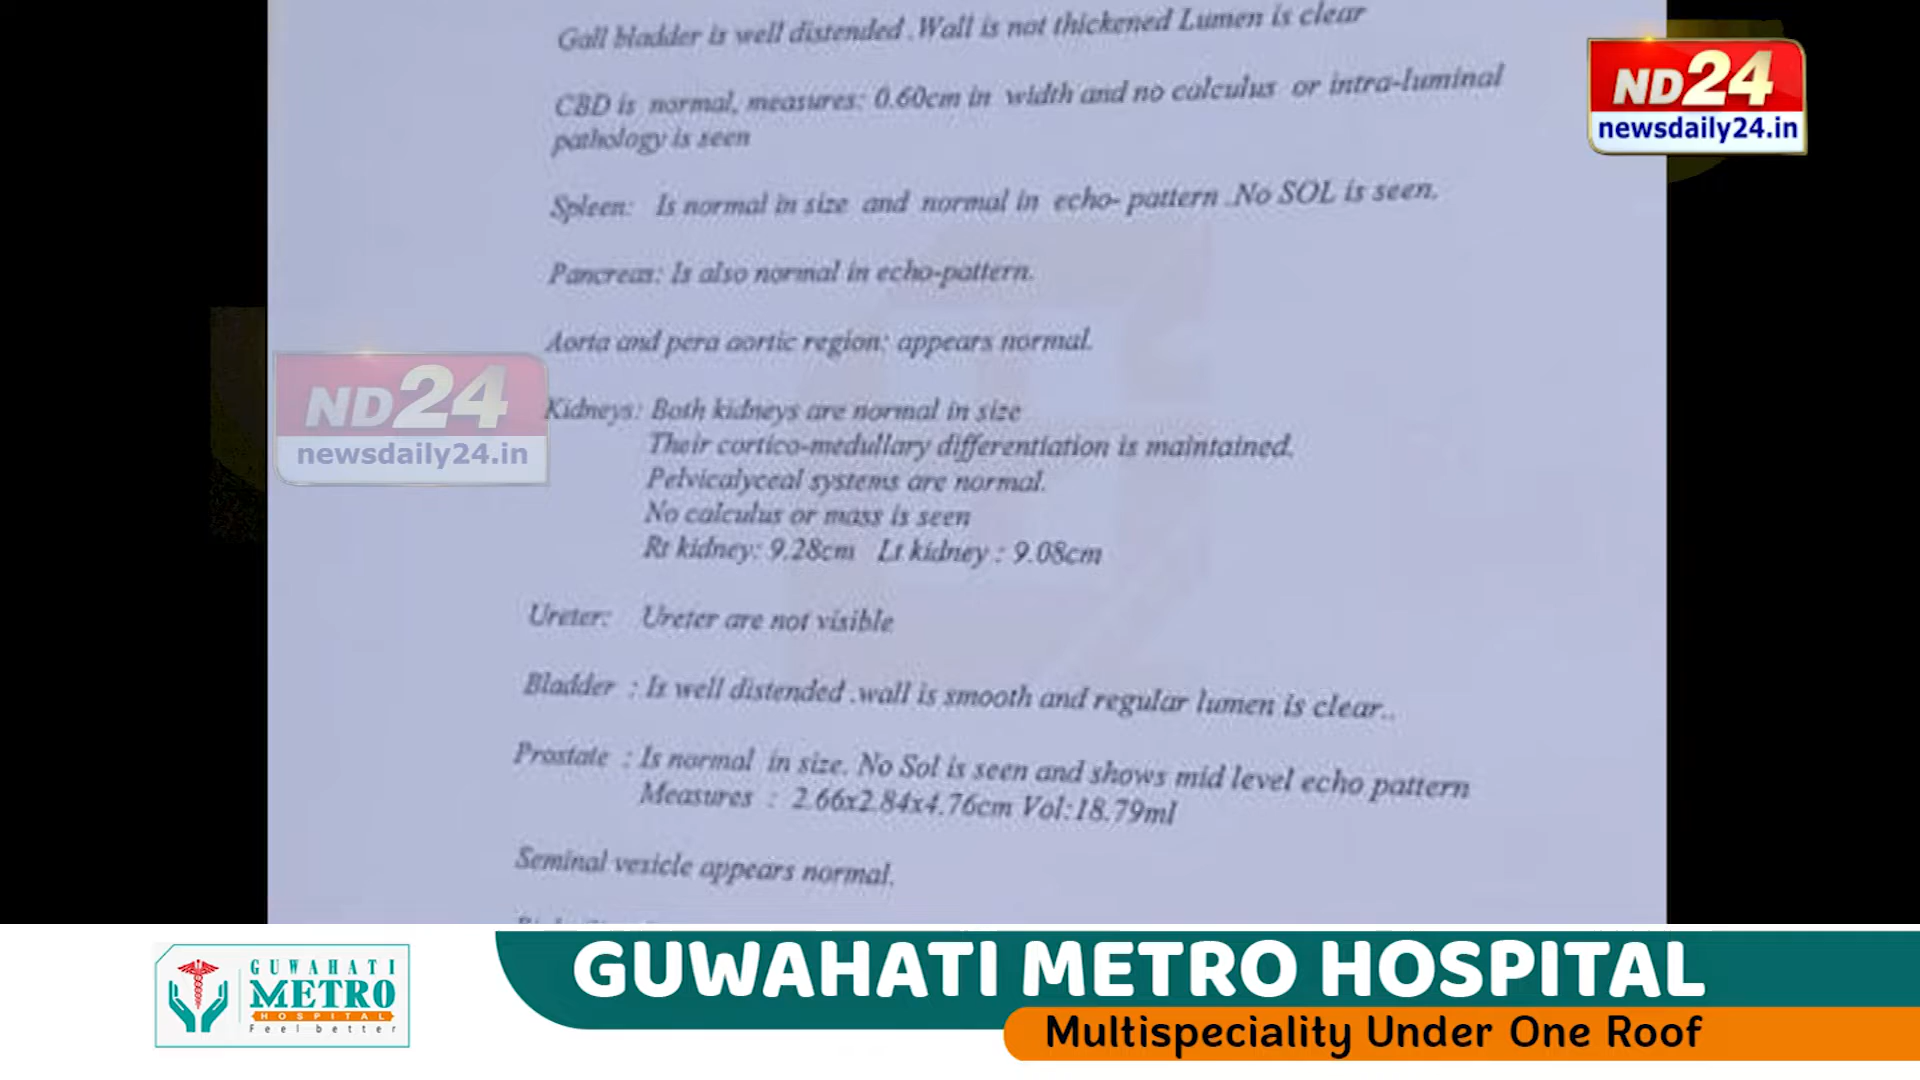 Gall bladder is well distended .Wall is not thickened Lumen is clear
CBD is normal, measures: 0.60cm in width and no calculus or intra-luminal
pathology is seen
Spleen: Is normal in size and normal in echo- pattern .No SOL is seen.
Pancreas: Is also normal in echo-pattern.
Aorta and pera aortic region: appears normal.
Kidneys: Both kidneys are normal in size
Their cortico-medullary differentiation is maintained.
Pelvicalyceal systems are normal.
No calculus or mass is seen
Rt kidney: 9.28cm Lt kidney : 9.08cm
Ureter: Ureter are not visible
Bladder : Is well distended .wall is smooth and regular lumen is clear..
Prostate : Is normal in size. No Sol is seen and shows mid level echo pattern
Measures : 2.66x2.84x4.76cm Vol:18.79ml
Seminal vesicle appears normal.
ND24
newsdaily24.in
ND24
newsdaily24.in
GUWAHATI
METRO
HOSPITAL
Feel better
GUWAHATI METRO HOSPITAL
Multispeciality Under One Roof